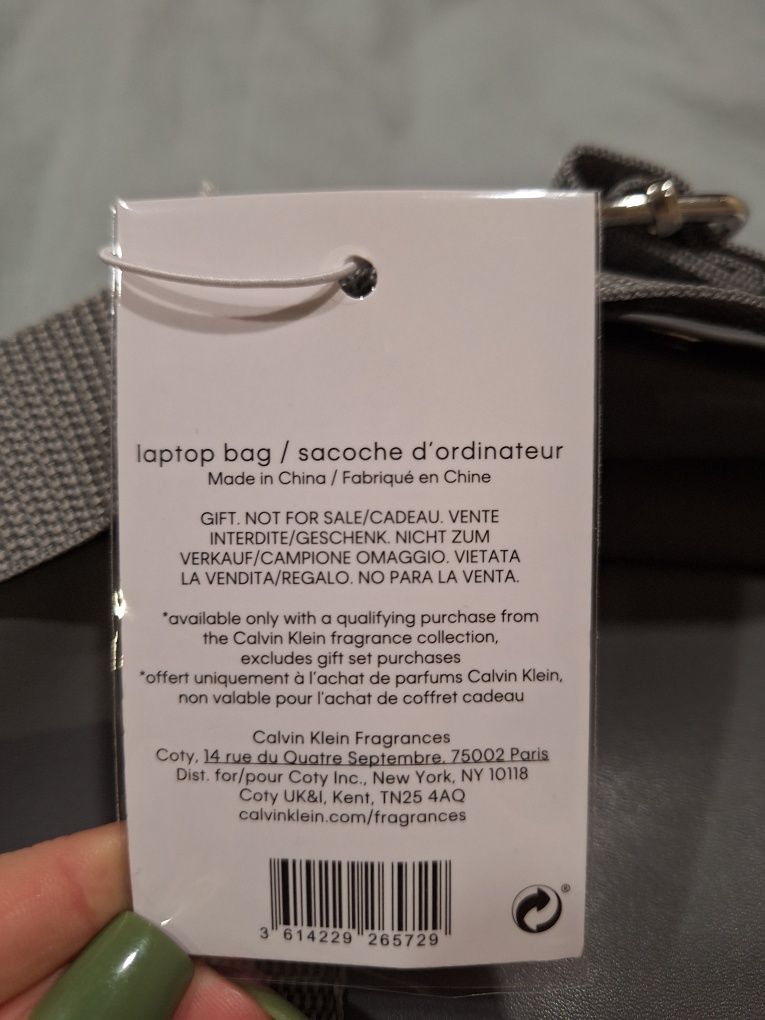 laptop bag / sacoche d'ordinateur
Made in China / Fabriqué en Chine
GIFT. NOT FOR SALE/CADEAU. VENTE
INTERDITE/GESCHENK. NICHT ZUM
VERKAUF/CAMPIONE OMAGGIO. VIETATA
LA VENDITA/REGALO. NO PARA LA VENTA.
*available only with a qualifying purchase from
the Calvin Klein fragrance collection,
excludes gift set purchases
*offert uniquement à l'achat de parfums Calvin Klein,
non valable pour l'achat de coffret cadeau
Calvin Klein Fragrances
Coty, 14 rue du Quatre Septembre, 75002 Paris
Dist. for/pour Coty Inc., New York, NY 10118
Coty UK&I, Kent, TN25 4AQ
calvinklein.com/fragrances
3 614229 265729
®